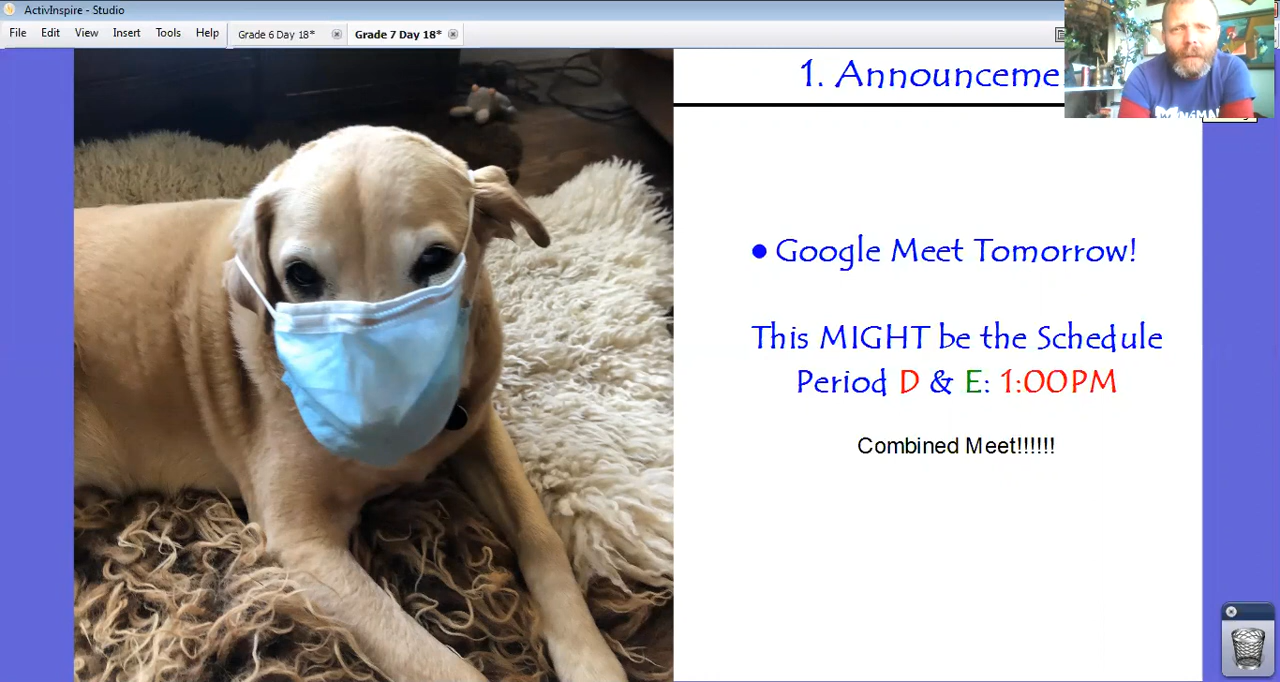 ActivInspire - Studio
File Edit View Insert Tools Help
Grade 6 Day 18*
Grade 7 Day 18*
1. Announceme
• Google Meet Tomorrow!
This MIGHT be the Schedule
Period D & E: 1:00PM
Combined Meet!!!!!!